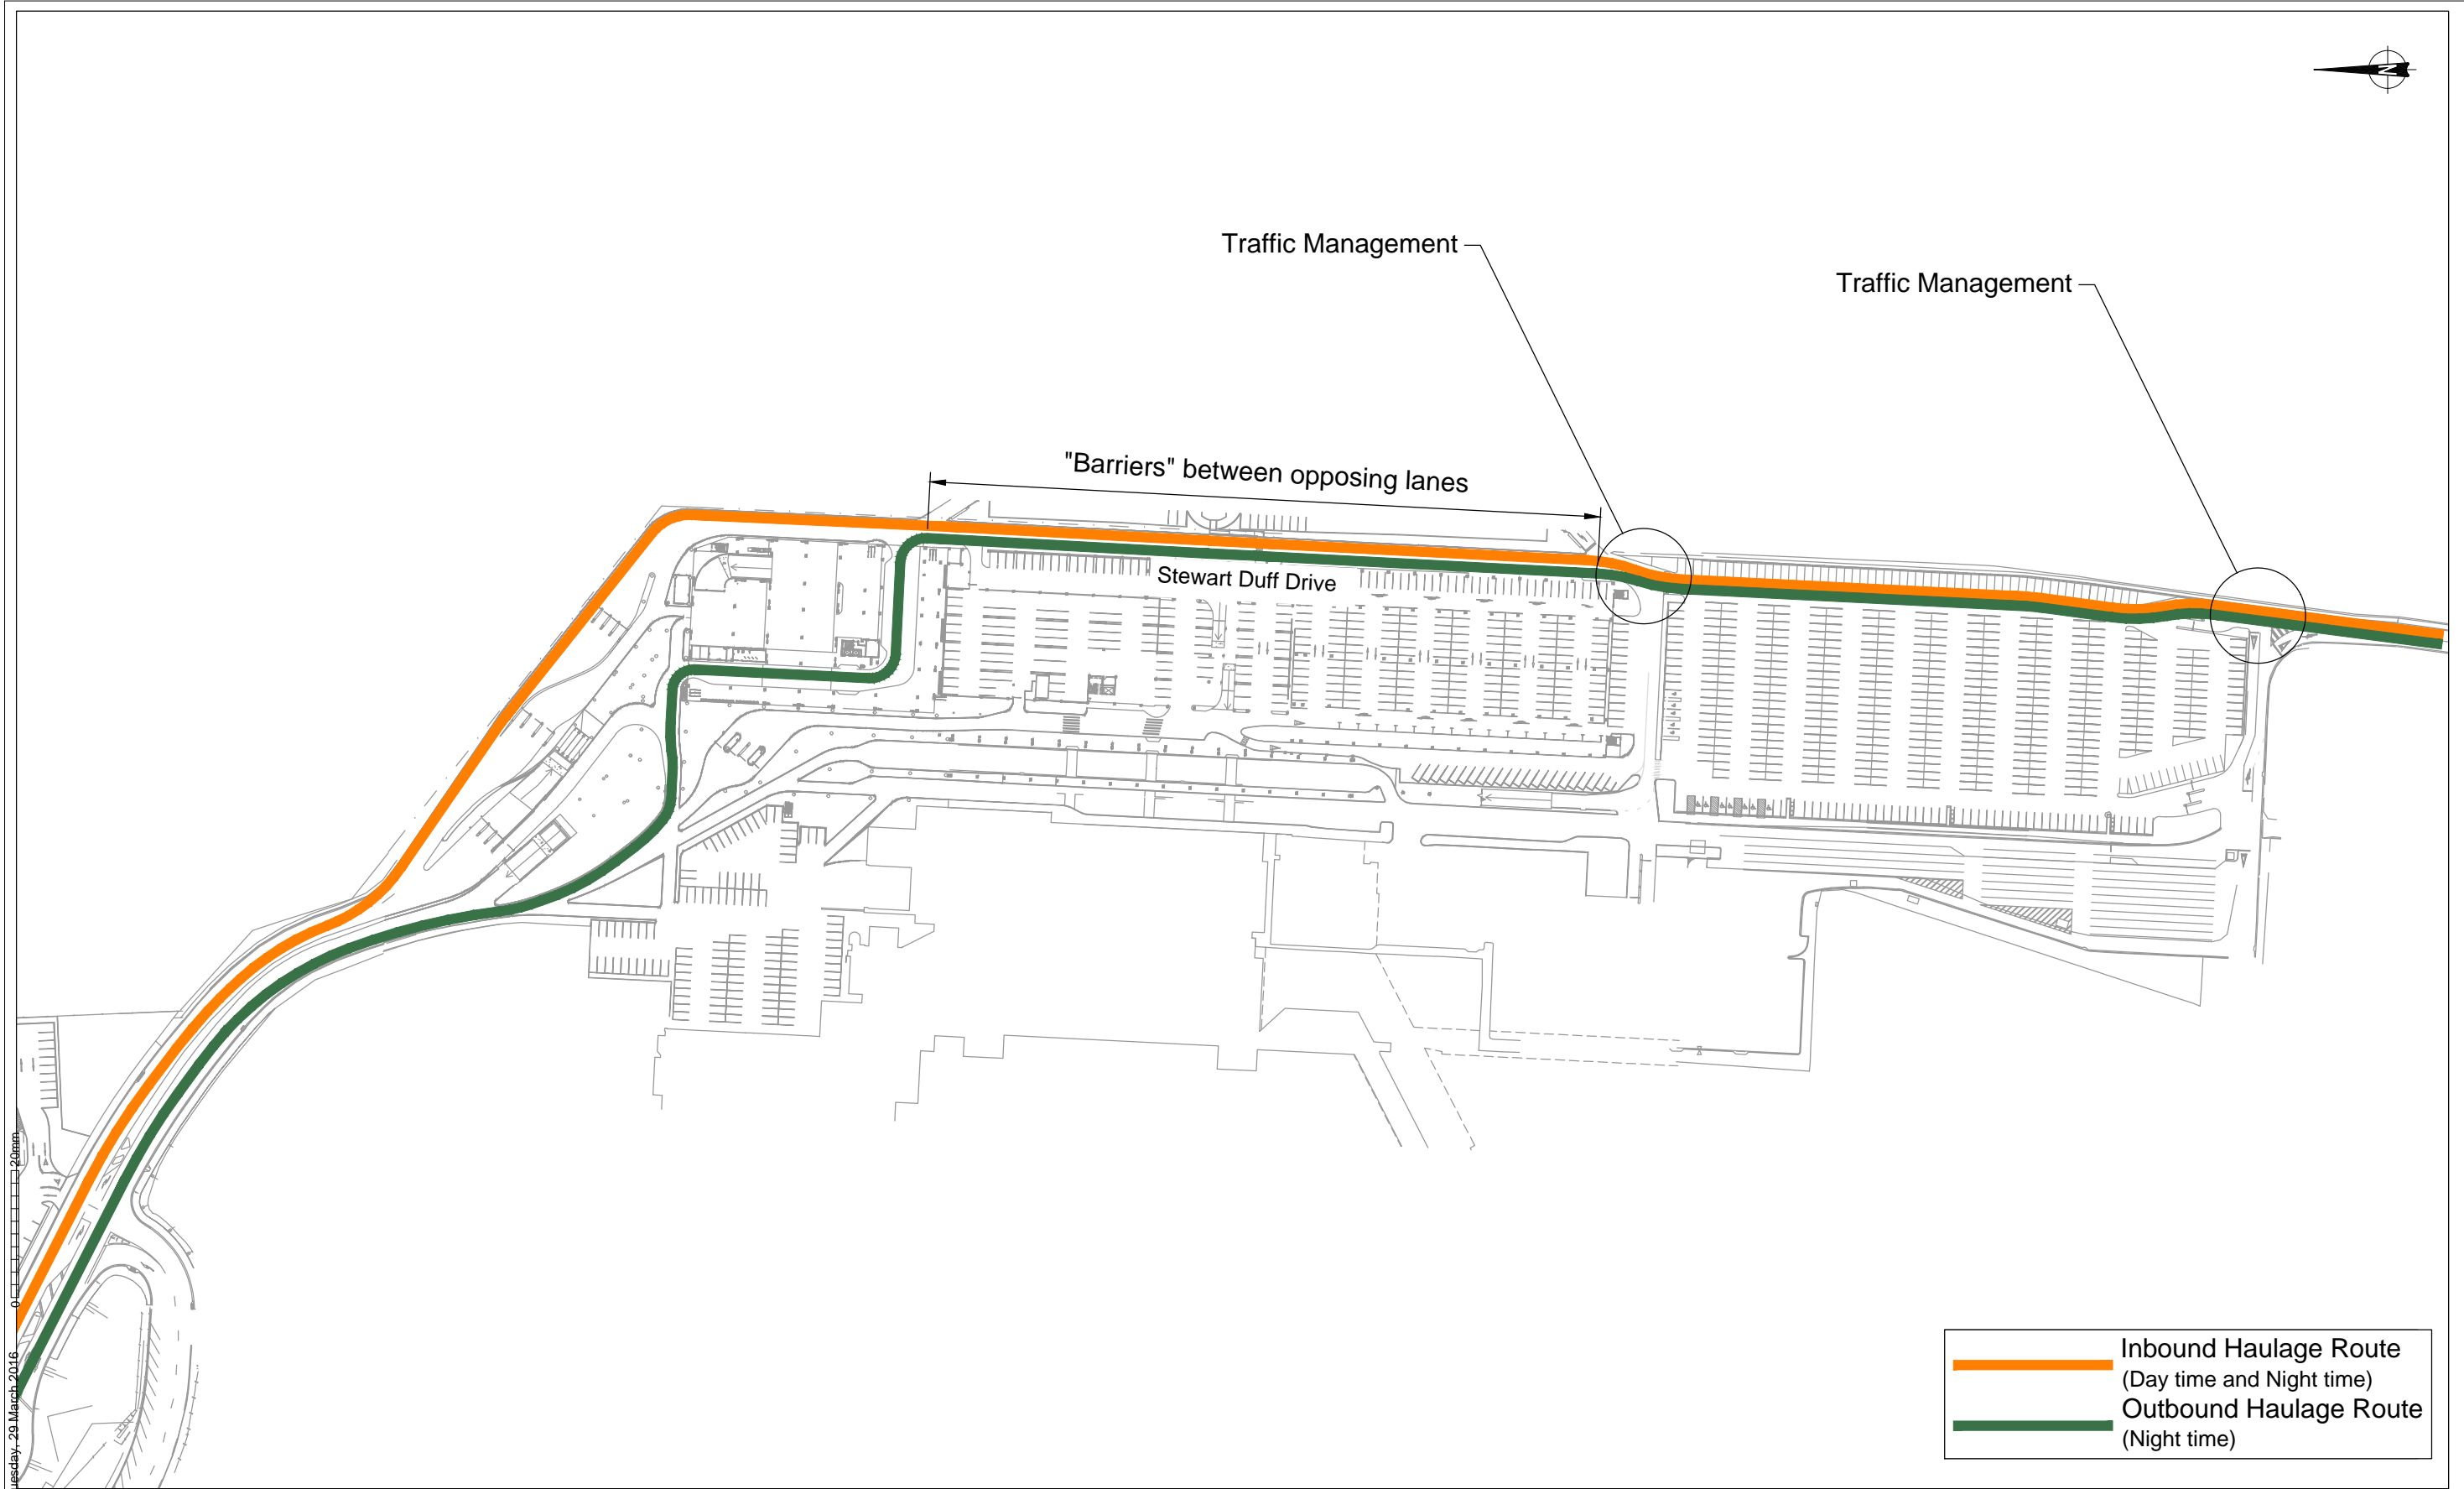 N
Traffic Management
Traffic Management
"Barriers" between opposing lanes
Stewart Duff Drive
0
20mm
uesday, 29 March 2016
Inbound Haulage Route
(Day time and Night time)
Outbound Haulage Route
(Night time)